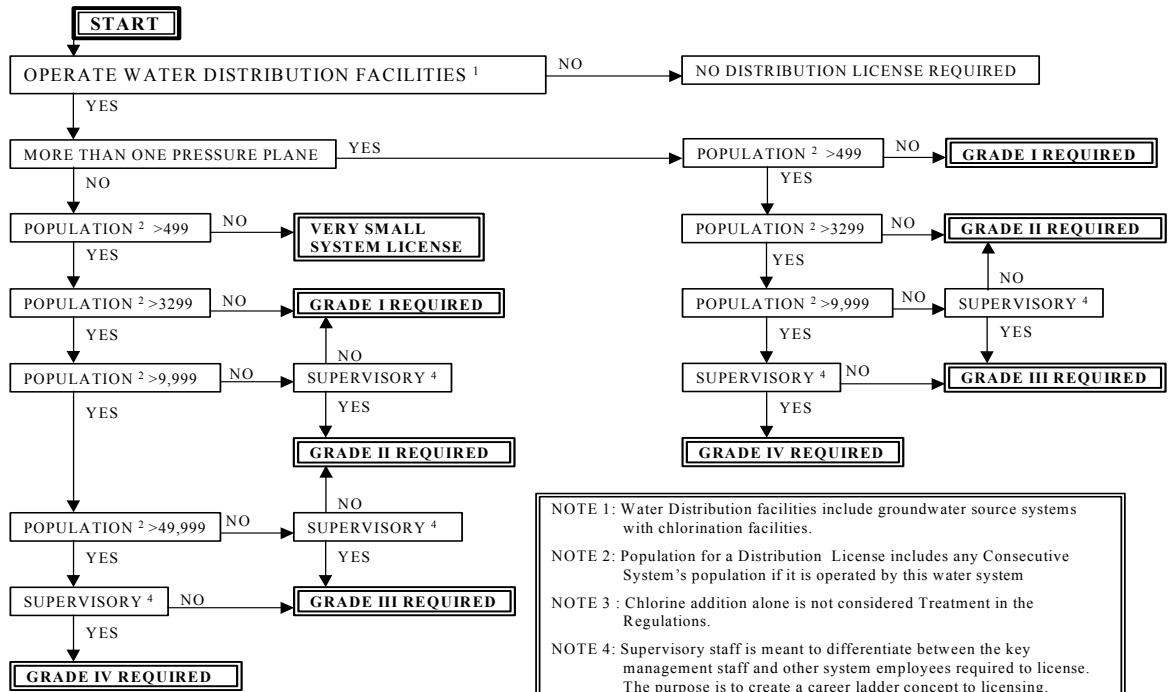 START
OPERATE WATER DISTRIBUTION FACILITIES 1
NO
NO DISTRIBUTION LICENSE REQUIRED
YES
MORE THAN ONE PRESSURE PLANE
YES
NO
POPULATION 2 >499
NO
VERY SMALL
SYSTEM LICENSE
YES
POPULATION 2 >3299
NO
GRADE I REQUIRED
YES
NO
POPULATION 2 >9,999
NO
SUPERVISORY 4
YES
YES
GRADE II REQUIRED
NO
POPULATION 2 >49,999
NO
SUPERVISORY 4
YES
YES
SUPERVISORY 4
NO
GRADE III REQUIRED
YES
GRADE IV REQUIRED
POPULATION 2 >499
NO
GRADE I REQUIRED
YES
POPULATION 2 >3299
NO
GRADE II REQUIRED
YES
NO
POPULATION 2 >9,999
NO
SUPERVISORY 4
YES
YES
SUPERVISORY 4
NO
GRADE III REQUIRED
YES
GRADE IV REQUIRED
NOTE 1: Water Distribution facilities include groundwater source systems
with chlorination facilities.
NOTE 2: Population for a Distribution License includes any Consecutive
System's population if it is operated by this water system
NOTE 3 : Chlorine addition alone is not considered Treatment in the
Regulations.
NOTE 4: Supervisory staff is meant to differentiate between the key
management staff and other system employees required to license.
The purpose is to create a career ladder concept to licensing.